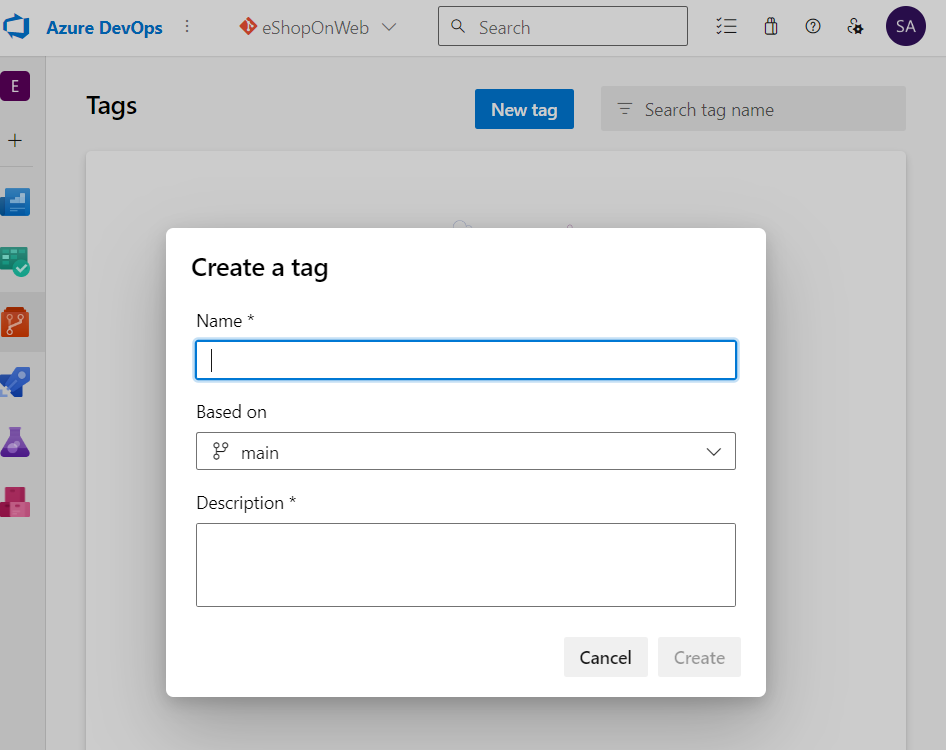 Azure DevOps
eShopOnWeb
Search
SA
E
Tags
New tag
Search tag name
Create a tag
Name *
Based on
main
Description *
Cancel
Create